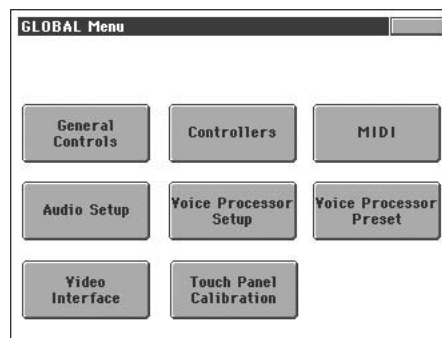 GLOBAL Menu
General
Controls
Controllers
MIDI
Audio Setup
Voice Processor
Setup
Voice Processor
Preset
Video
Interface
Touch Panel
Calibration